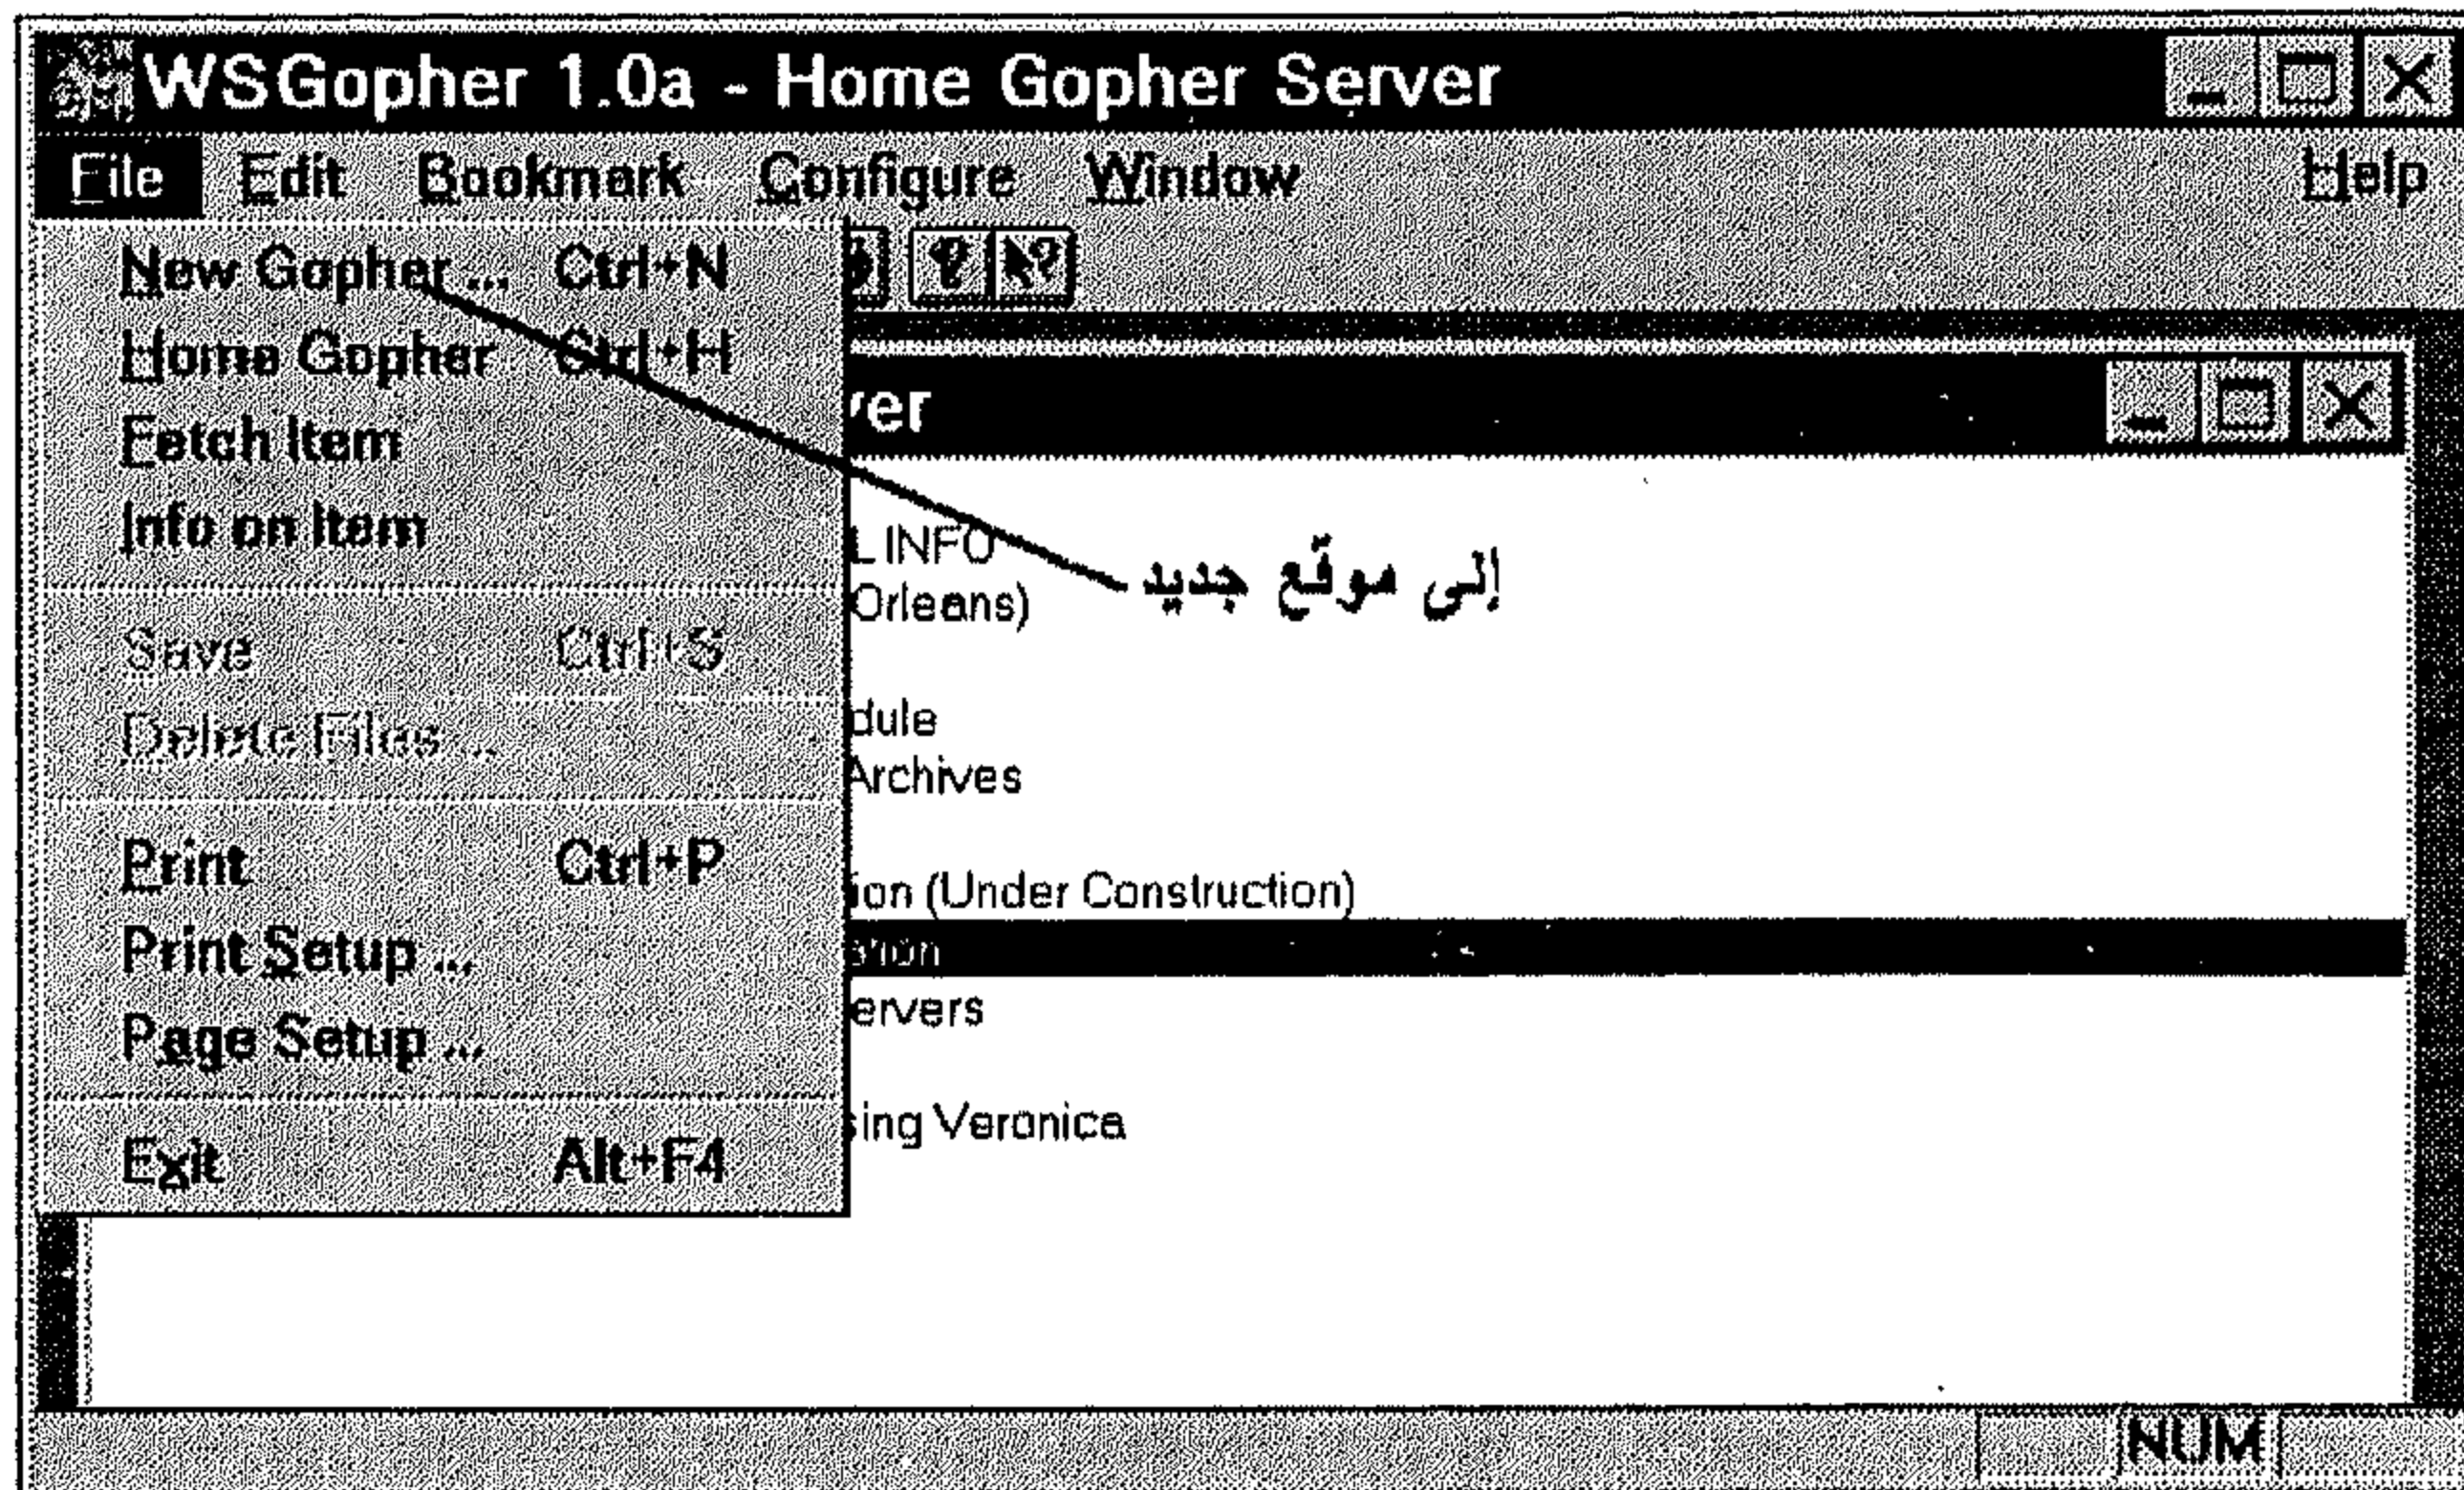 WSGopher 1.0a - Home Gopher Server
File Edit Bookmark Configure Window Help
New Gopher ... Ctrl+N
Home Gopher Ctrl+H
Fetch Item
Info on Item
Save Ctrl+S
Delete Files ...
Print Ctrl+P
Print Setup ...
Page Setup ...
Exit Alt+F4
ver
L INFO
Orleans)
إلى موقع جديد
dule
Archives
ion (Under Construction)
ervers
sing Veronica
NUM